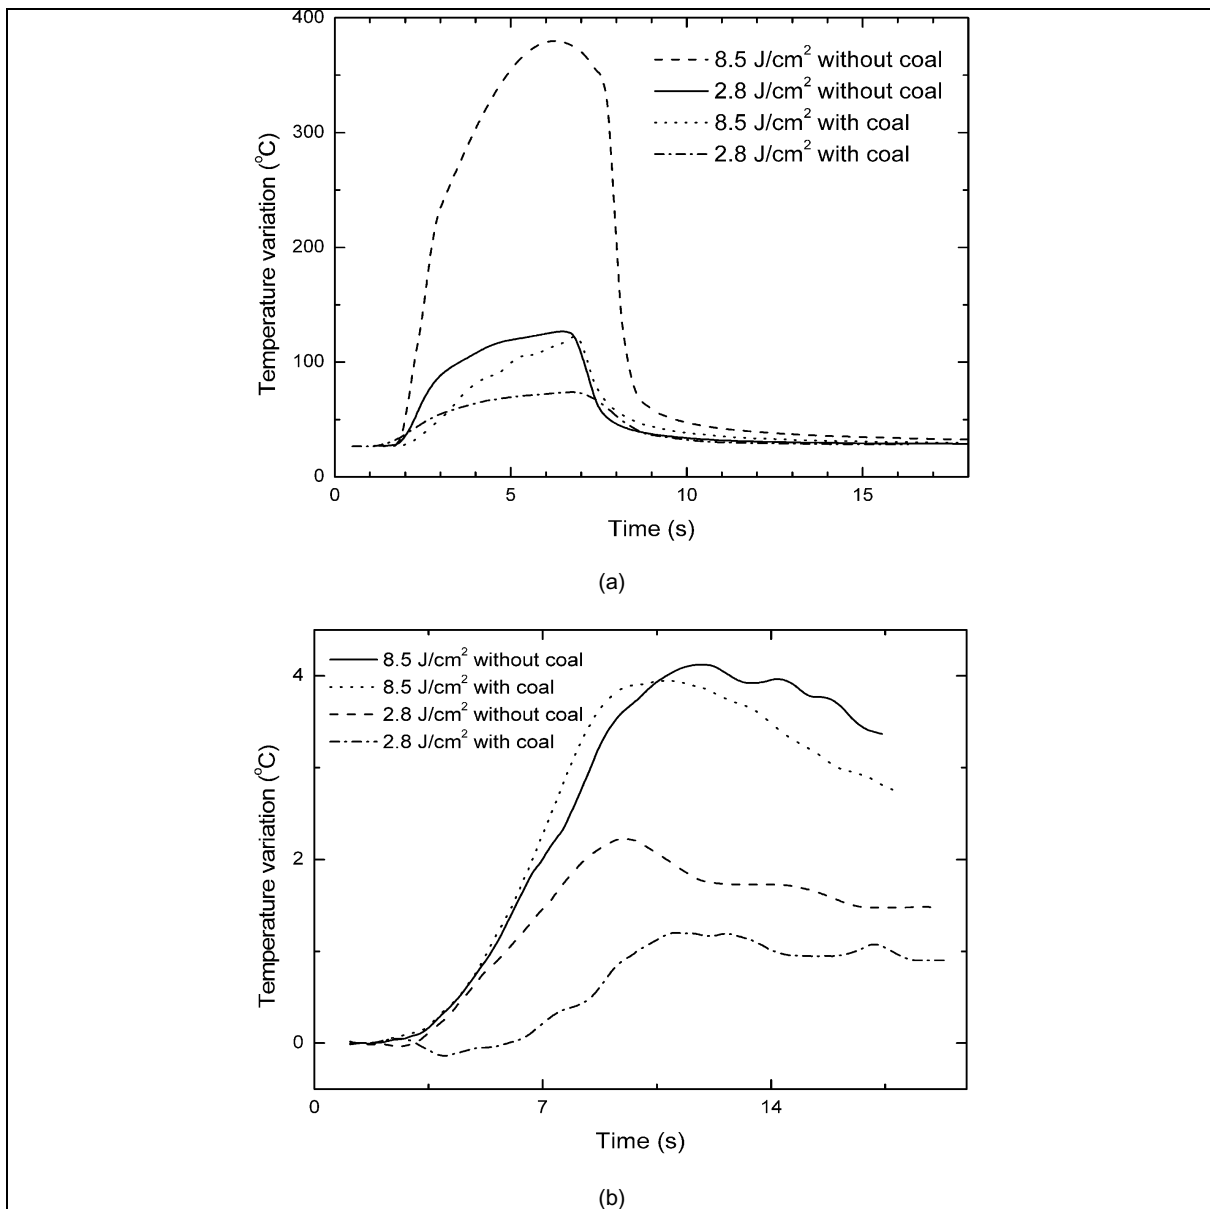 400
300
200
100
0
Temperature variation (°C)
8.5 J/cm² without coal
2.8 J/cm² without coal
8.5 J/cm² with coal
2.8 J/cm² with coal
0 5 10 15
Time (s)
(a)
4
2
1
0
Temperature variation (°C)
8.5 J/cm² without coal
8.5 J/cm² with coal
2.8 J/cm² without coal
2.8 J/cm² with coal
0 7 14
Time (s)
(b)